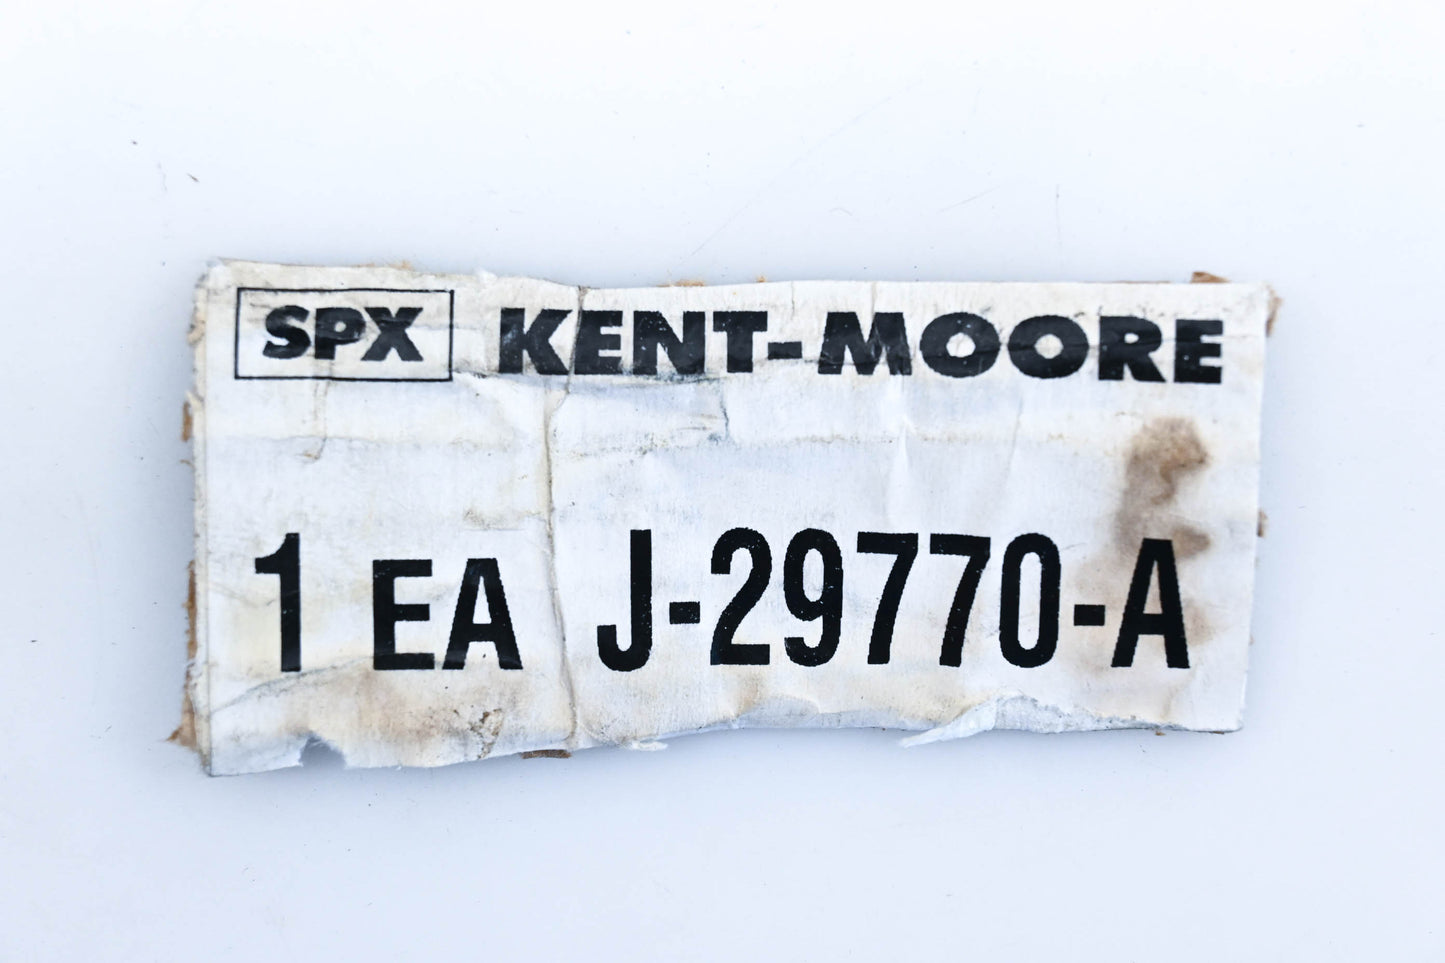 SPX KENT-MOORE
1 EA J-29770-A